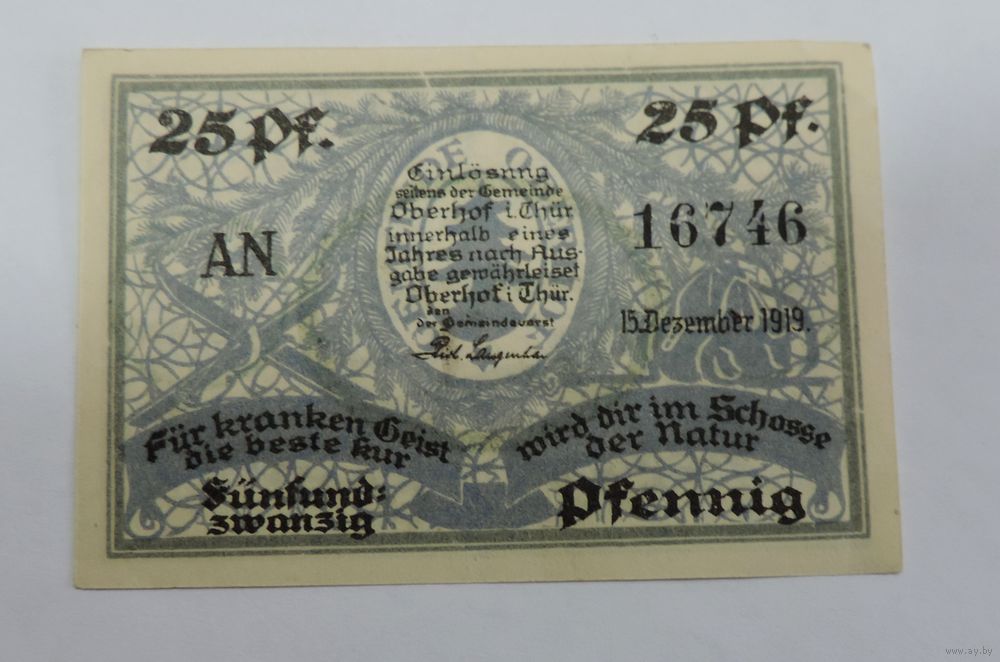 25 Pf.
25 Pf.
Einlösung
seitens der Gemeinde
Oberhof i. Thür
innerhalb eines
Jahres nach Aus-
gabe gewährleiset
Oberhof i Thür.
den
der Gemeindevorst
AN
16746
15. Dezember 1919.
Für kranken Geist
die beste Kur
wird dir im Schosse
der Natur
Fünfund=
zwanzig
Pfennig
www.ay.by